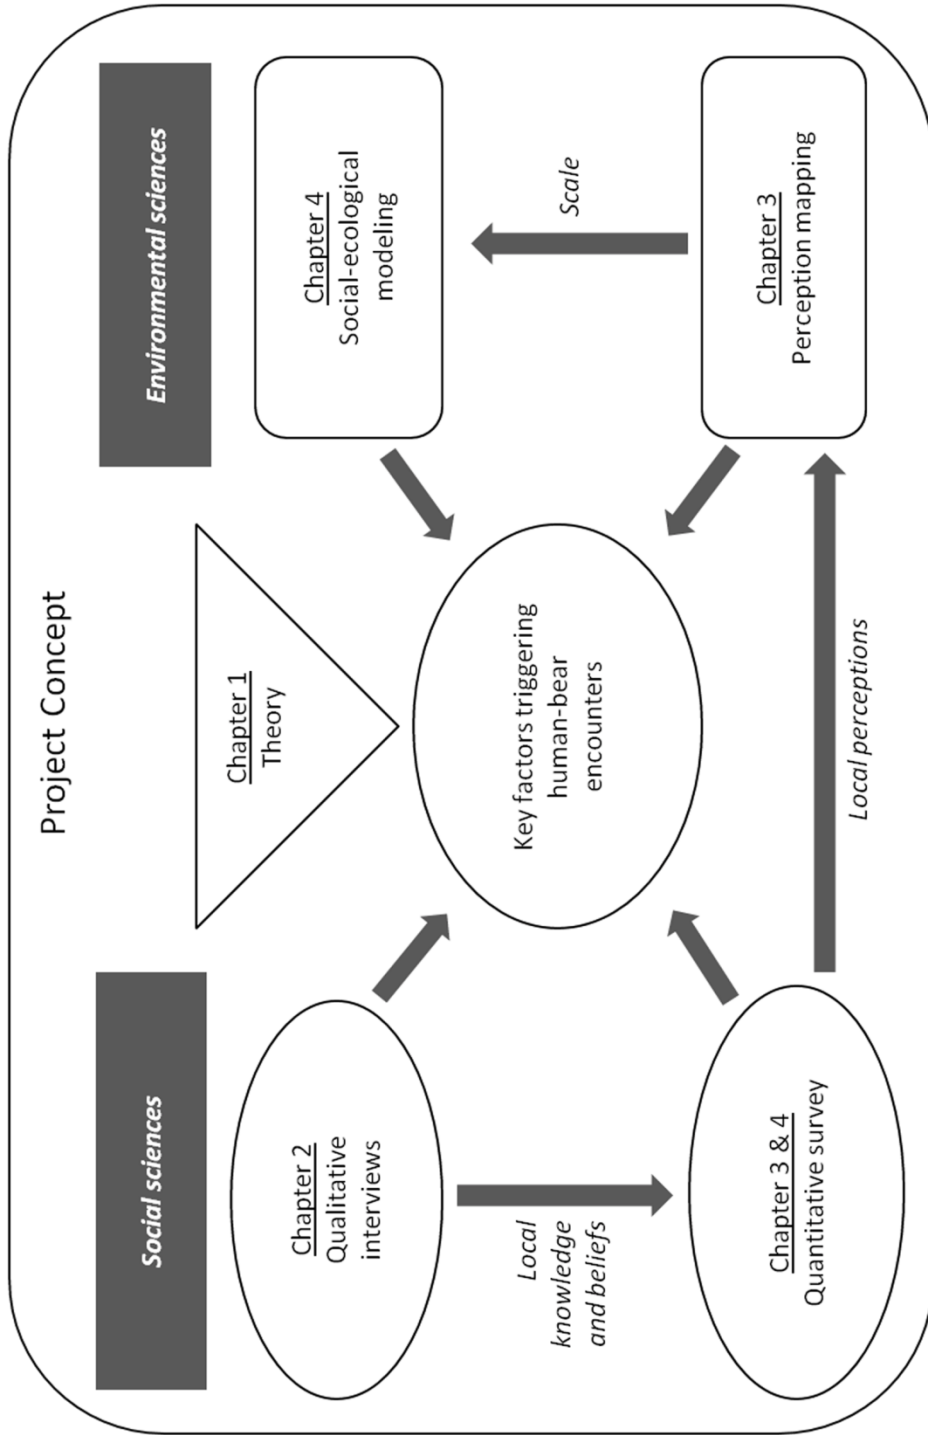 Project Concept
Social sciences
Environmental sciences
Chapter 1
Theory
Chapter 2
Qualitative
interviews
Chapter 4
Social-ecological
modeling
Key factors triggering
human-bear
encounters
Local
knowledge
and beliefs
Scale
Chapter 3 & 4
Quantitative survey
Chapter 3
Perception mapping
Local perceptions